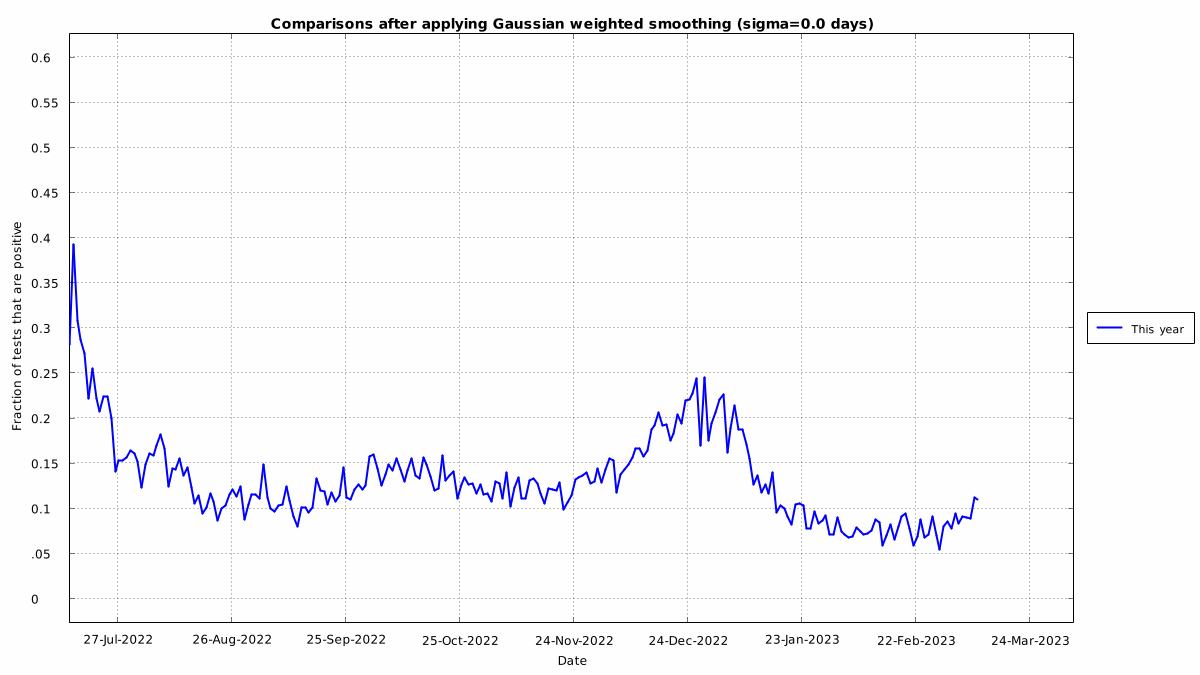 Comparisons after applying Gaussian weighted smoothing (sigma=0.0 days)
0.6
0.55
0.5
0.45
0.4
0.35
0.3
0.25
0.2
0.15
0.1
.05
0
Fraction of tests that are positive
This year
27-Jul-2022 26-Aug-2022 25-Sep-2022 25-Oct-2022 24-Nov-2022 24-Dec-2022 23-Jan-2023 22-Feb-2023 24-Mar-2023
Date